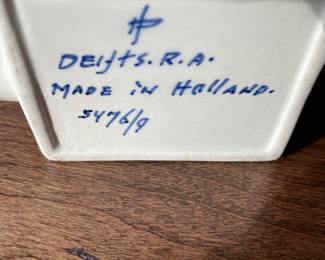 Delfts. R.A.
MADE in Holland.
5476/9